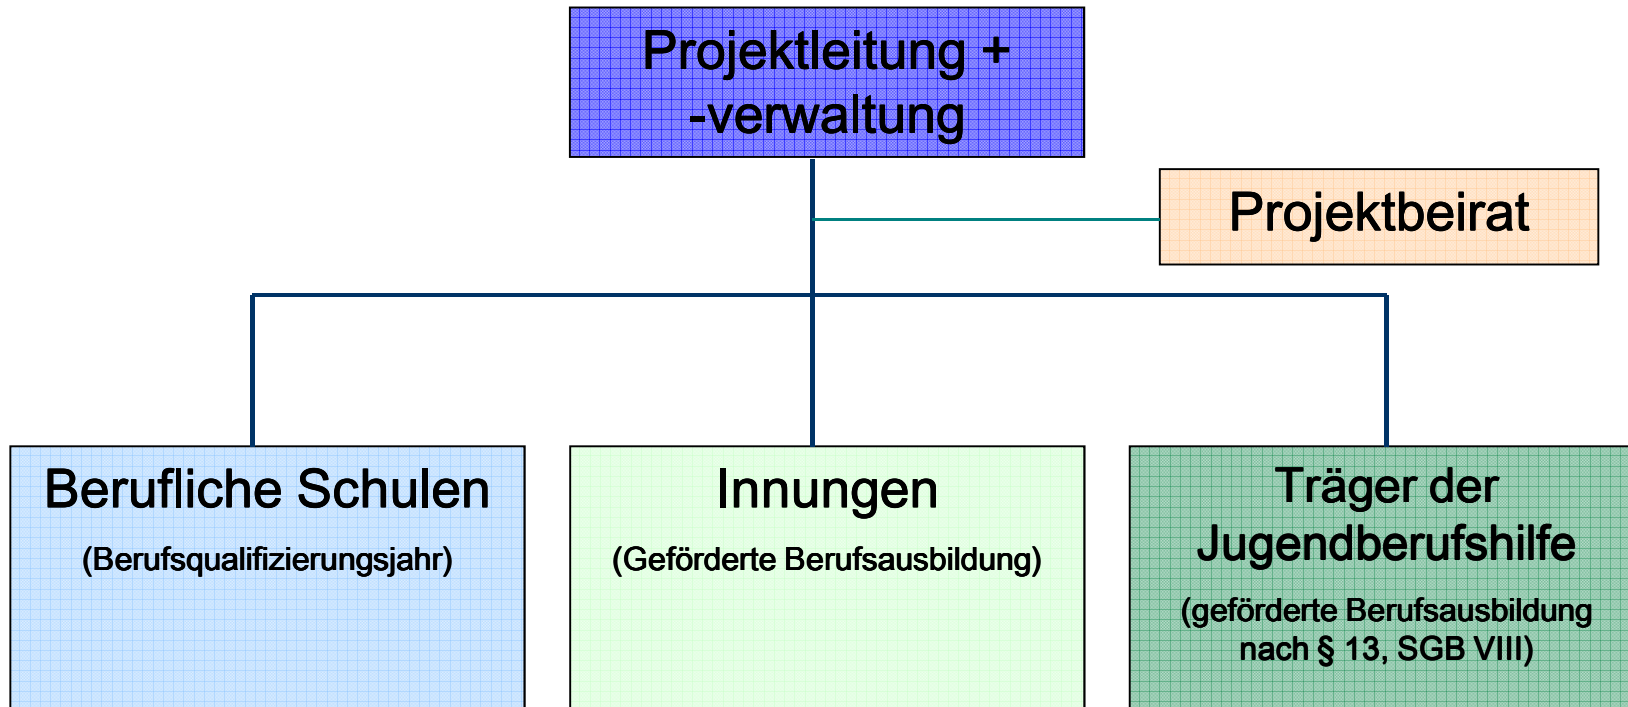 Projektleitung +
-verwaltung
Projektbeirat
Berufliche Schulen
(Berufsqualifizierungsjahr)
Innungen
(Geförderte Berufsausbildung)
Träger der
Jugendberufshilfe
(geförderte Berufsausbildung
nach § 13, SGB VIII)